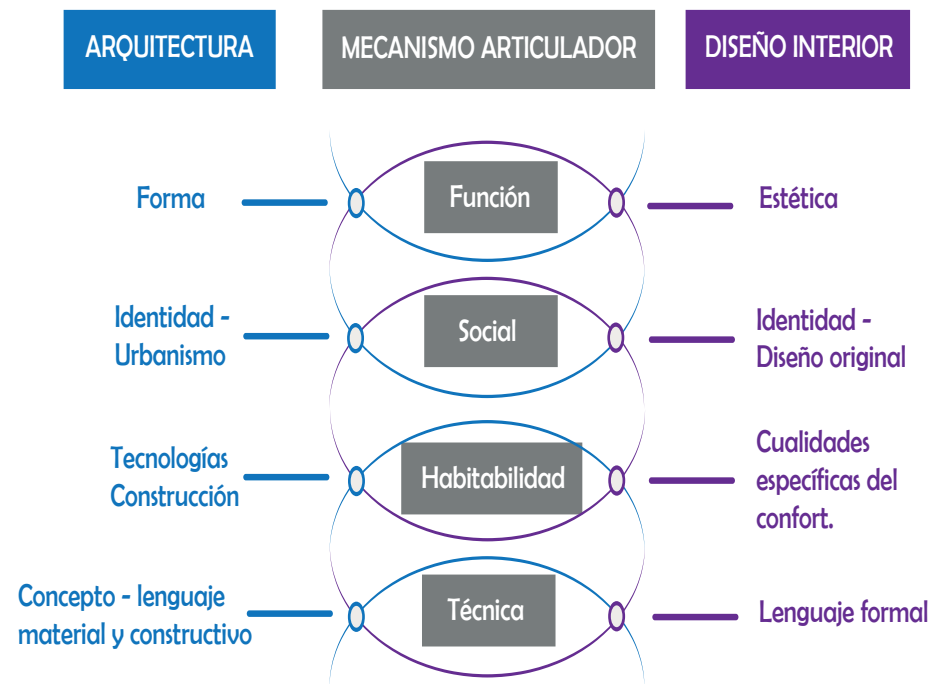 ARQUITECTURA
MECANISMO ARTICULADOR
DISEÑO INTERIOR
Forma
Función
Estética
Identidad -
Urbanismo
Social
Identidad -
Diseño original
Tecnologías
Construcción
Habitabilidad
Cualidades
específicas del
confort.
Concepto - lenguaje
material y constructivo
Técnica
Lenguaje formal